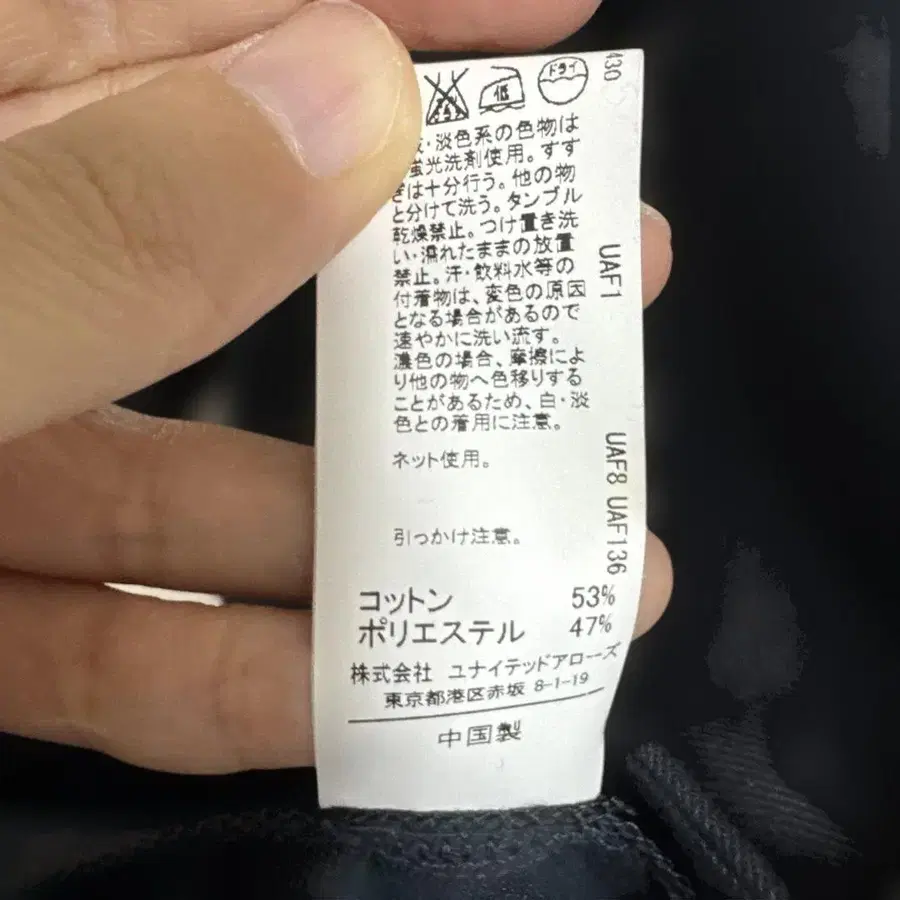 430
低
ドライ
・淡色系の色物は
蛍光洗剤使用。すす
ぎは十分行う。他の物
と分けて洗う。タンブル
乾燥禁止。つけ置き洗
い・濡れたままの放置
禁止。汗・飲料水等の
付着物は、変色の原因
となる場合があるので
速やかに洗い流す。
濃色の場合、摩擦によ
り他の物へ色移りする
ことがあるため、白・淡
色との着用に注意。
ネット使用。
引っかけ注意。
UAF1
UAF8 UAF136
コットン 53%
ポリエステル 47%
株式会社 ユナイテッドアローズ
東京都港区赤坂 8-1-19
中国製